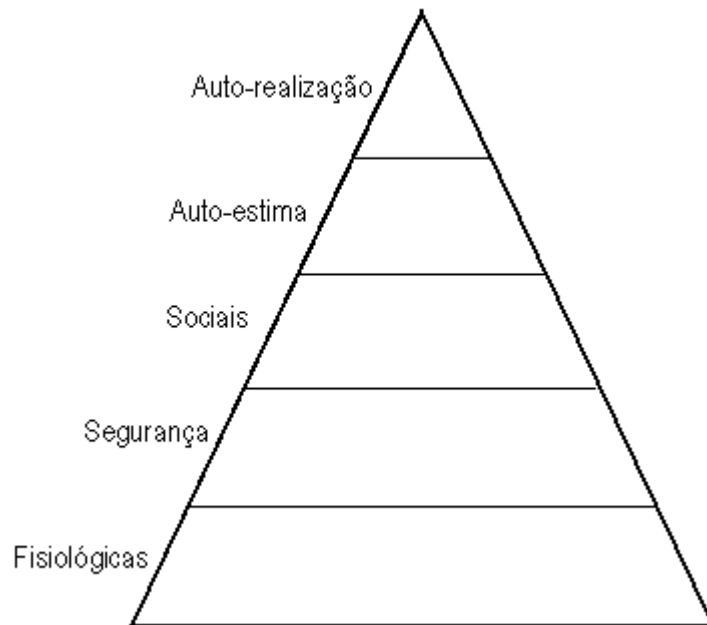 Auto-realização
Auto-estima
Sociais
Segurança
Fisiológicas